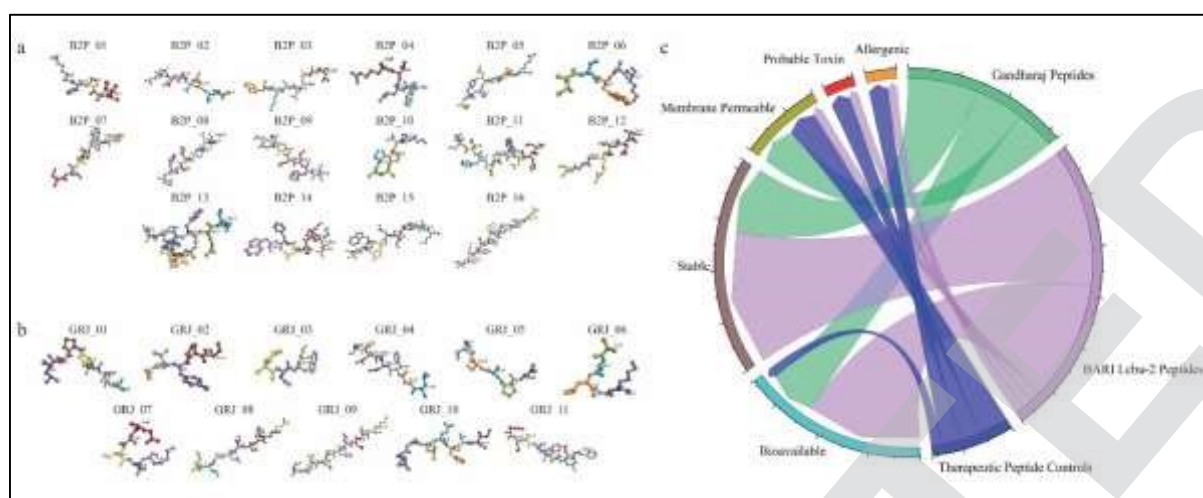 a
B2P_01 B2P_02 B2P_03 B2P_04 B2P_05 B2P_06
B2P_07 B2P_08 B2P_09 B2P_10 B2P_11 B2P_12
B2P_13 B2P_14 B2P_15 B2P_16
b
GRJ_01 GRJ_02 GRJ_03 GRJ_04 GRJ_05 GRJ_06
GRJ_07 GRJ_08 GRJ_09 GRJ_10 GRJ_11
c
Allergenic
Probable Toxin
Gandharaj Peptides
Membrane Permeable
Stable
BARI Lebu-2 Peptides
Bioavailable
Therapeutic Peptide Controls